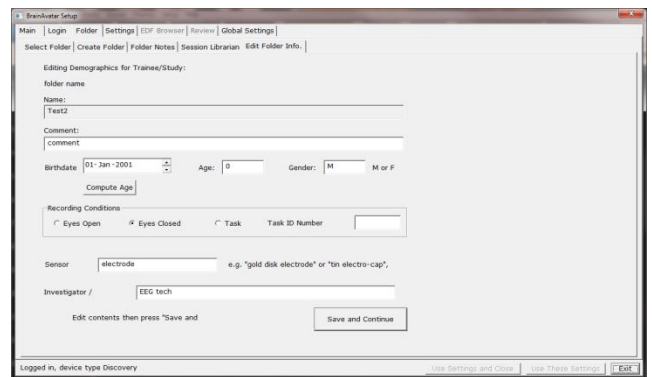 BrainAvatar Setup
Main Login Folder Settings EDF Browser Review Global Settings
Select Folder Create Folder Folder Notes Session Librarian Edit Folder Info.
Editing Demographics for Trainee/Study:
folder name
Name:
Test2
Comment:
comment
Birthdate 01- Jan -2001 Age: 0 Gender: M M or F
Compute Age
Recording Conditions
Eyes Open Eyes Closed Task Task ID Number
Sensor electrode e.g. "gold disk electrode" or "tin electro-cap",
Investigator / EEG tech
Edit contents then press "Save and Save and Continue
Logged in, device type Discovery Use Settings and Close Use These Settings Exit